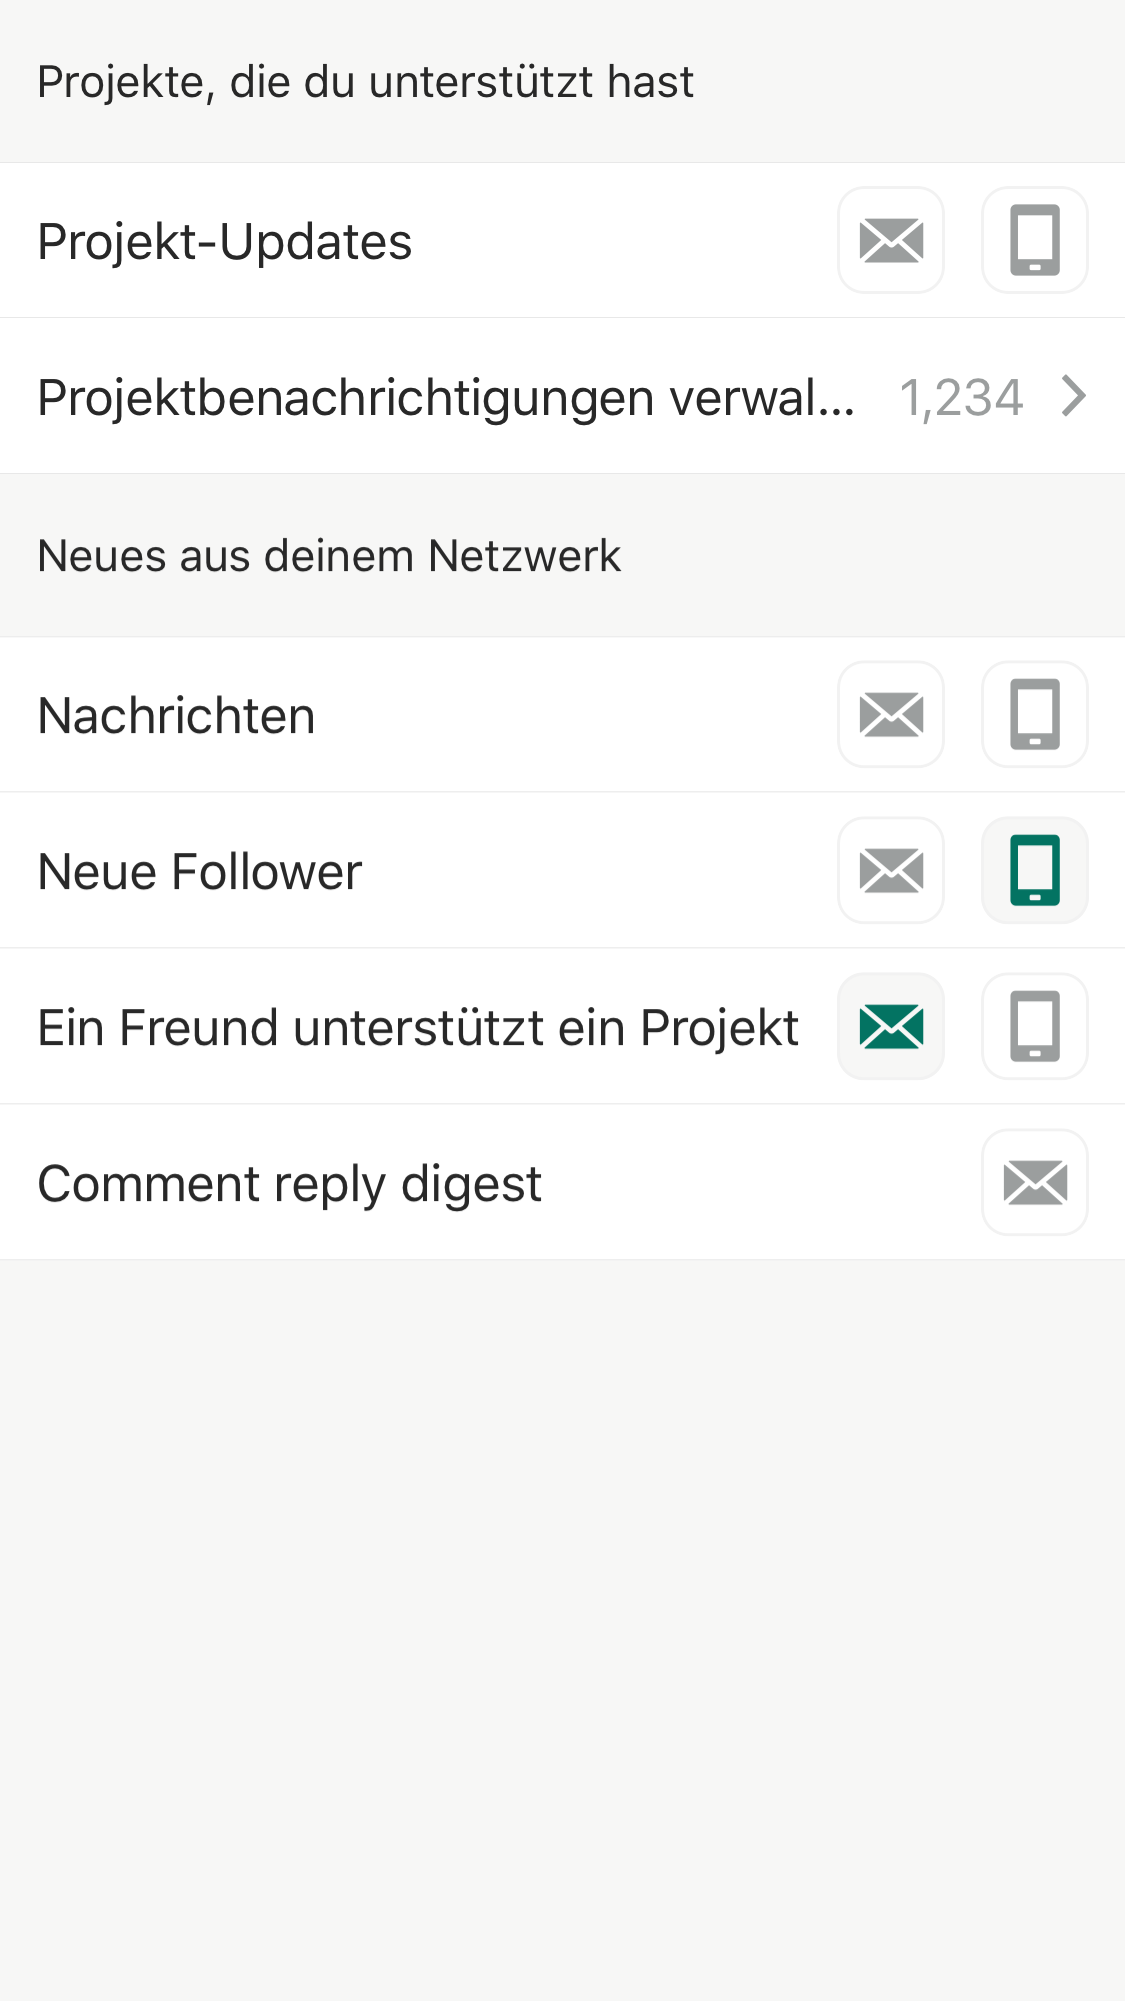 Projekte, die du unterstützt hast
Projekt-Updates
Projektbenachrichtigungen verwal... 1,234
Neues aus deinem Netzwerk
Nachrichten
Neue Follower
Ein Freund unterstützt ein Projekt
Comment reply digest